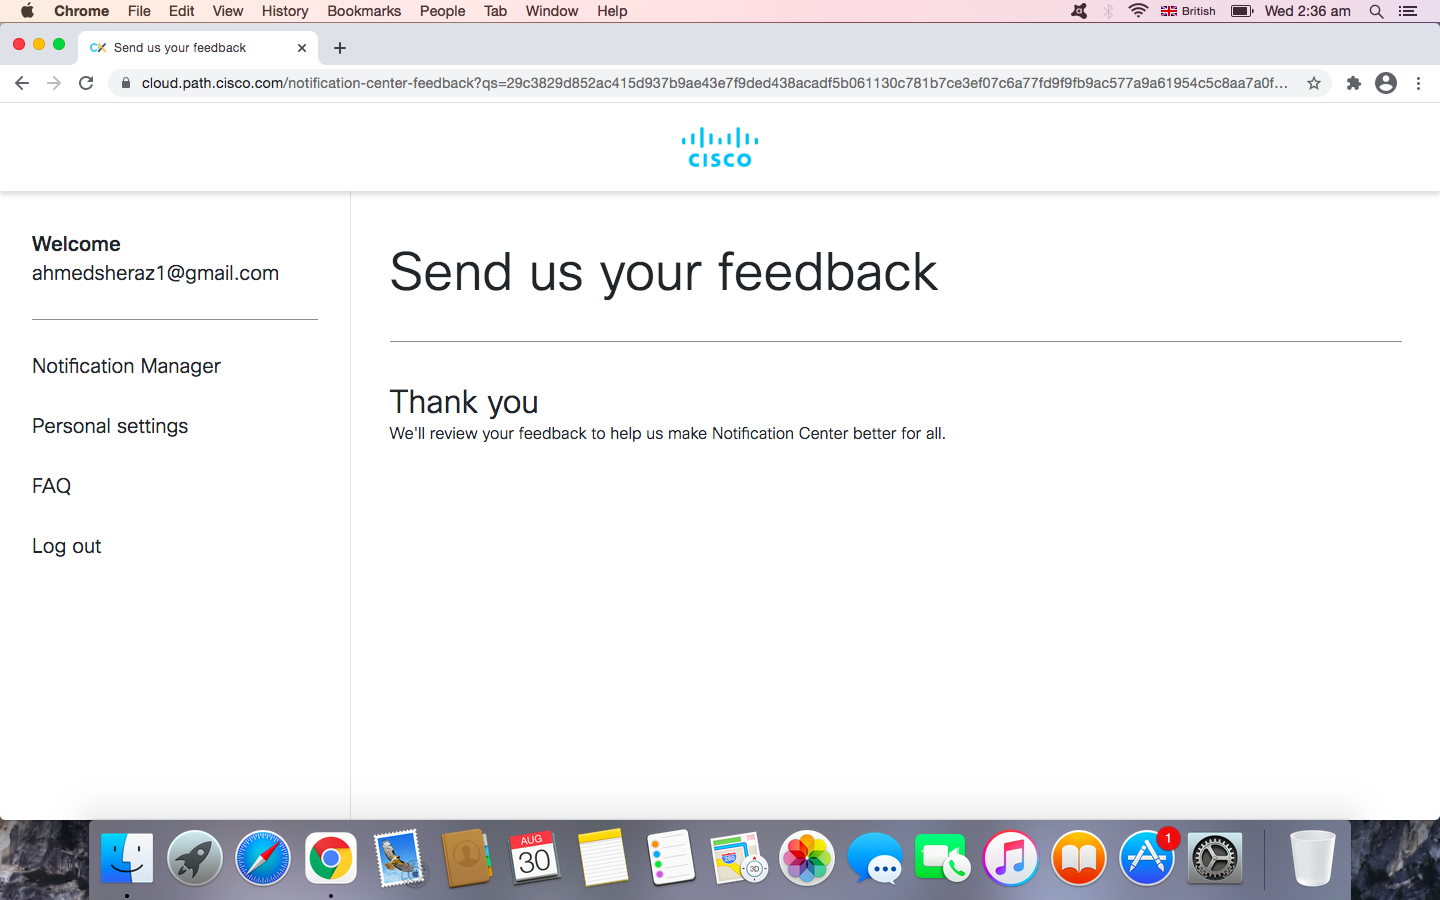 Chrome File Edit View History Bookmarks People Tab Window Help British Wed 2:36 am
CX Send us your feedback
cloud.path.cisco.com/notification-center-feedback?qs=29c3829d852ac415d937b9ae43e7f9ded438acadf5b061130c781b7ce3ef07c6a77fd9f9fb9ac577a9a61954c5c8aa7a0f...
CISCO
Welcome
ahmedsheraz1@gmail.com
Notification Manager
Personal settings
FAQ
Log out
Send us your feedback
Thank you
We'll review your feedback to help us make Notification Center better for all.
AUG
30
280
3D
1